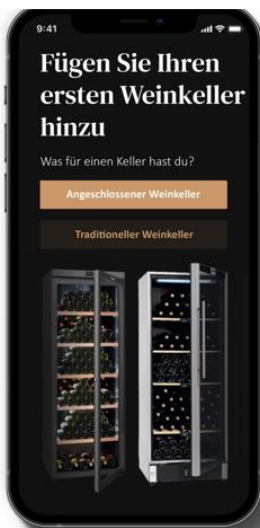 9:41
Fügen Sie Ihren
ersten Weinkeller
hinzu
Was für einen Keller hast du?
Angeschlossener Weinkeller
Traditioneller Weinkeller